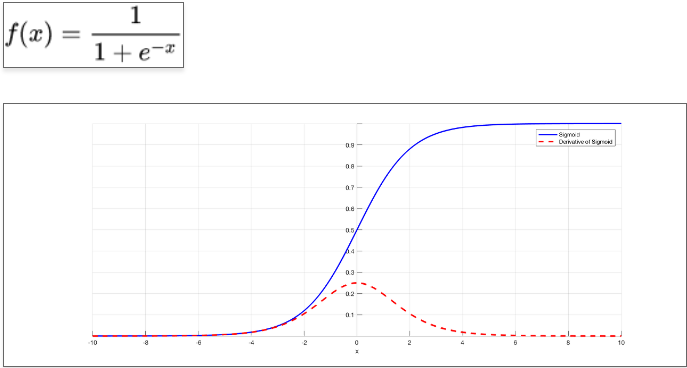 f(x) = 1 / (1 + e^{-x})
Sigmoid
Derivative of Sigmoid
0.9
0.8
0.7
0.6
0.5
0.4
0.3
0.2
0.1
-10 -8 -6 -4 -2 0 2 4 6 8 10
x